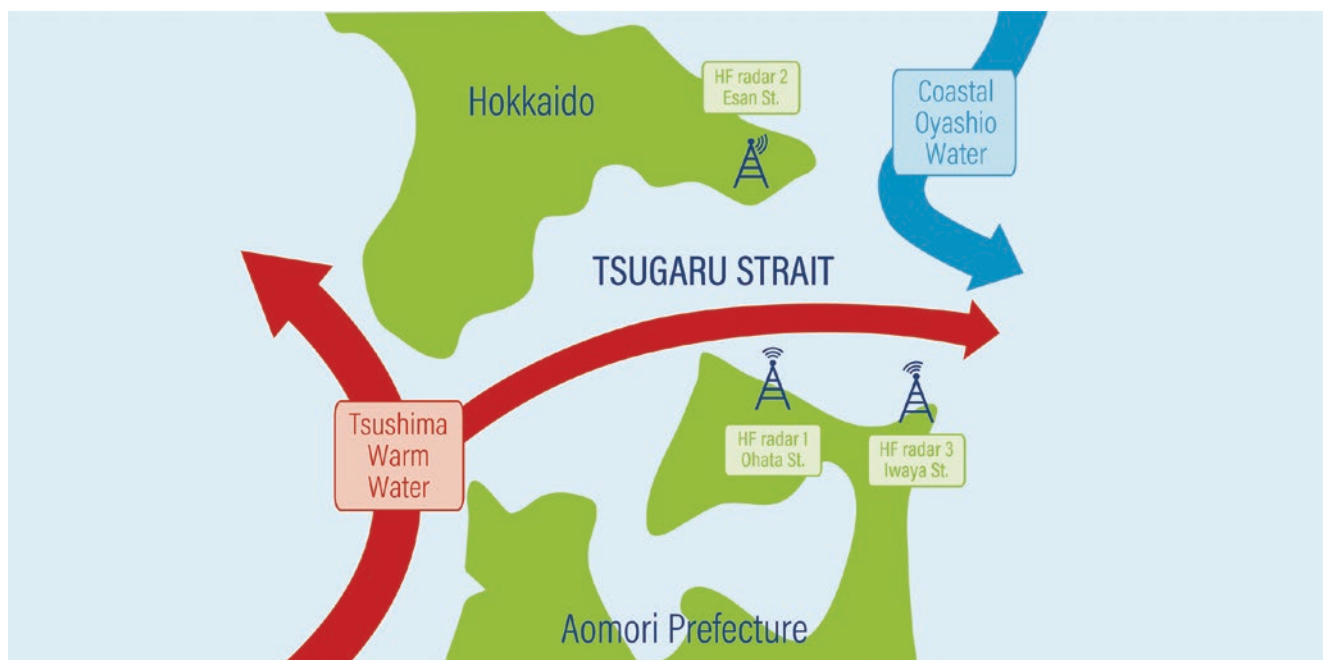 HF radar 2
Esan St.
Hokkaido
Coastal
Oyashio
Water
TSUGARU STRAIT
Tsushima
Warm
Water
HF radar 1
Ohata St.
HF radar 3
Iwaya St.
Aomori Prefecture